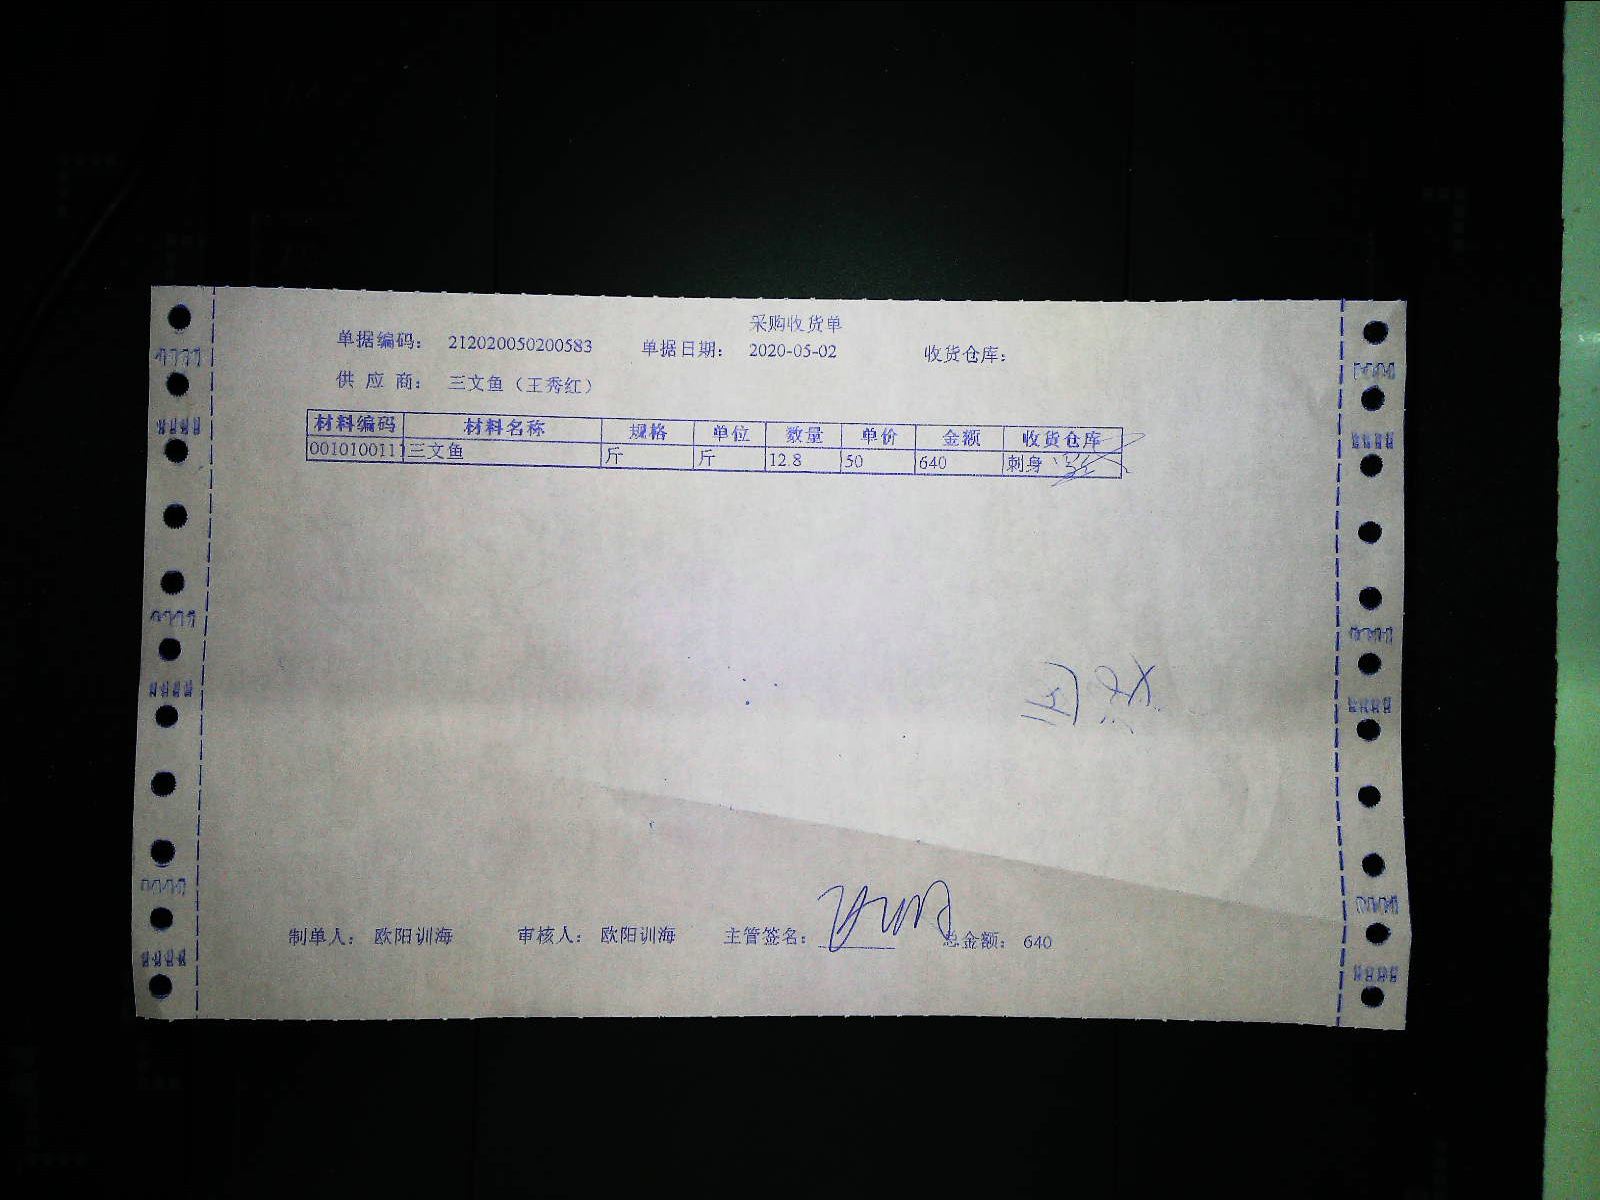 采购收货单
单据编码： 212020050200583 单据日期： 2020-05-02 收货仓库：
供 应 商： 三文鱼（王秀红）
材料编码 材料名称 规格 单位 数量 单价 金额 收货仓库
0010100111 三文鱼 斤 斤 12.8 50 640 刺身
制单人： 欧阳训海 审核人： 欧阳训海 主管签名： 总金额： 640